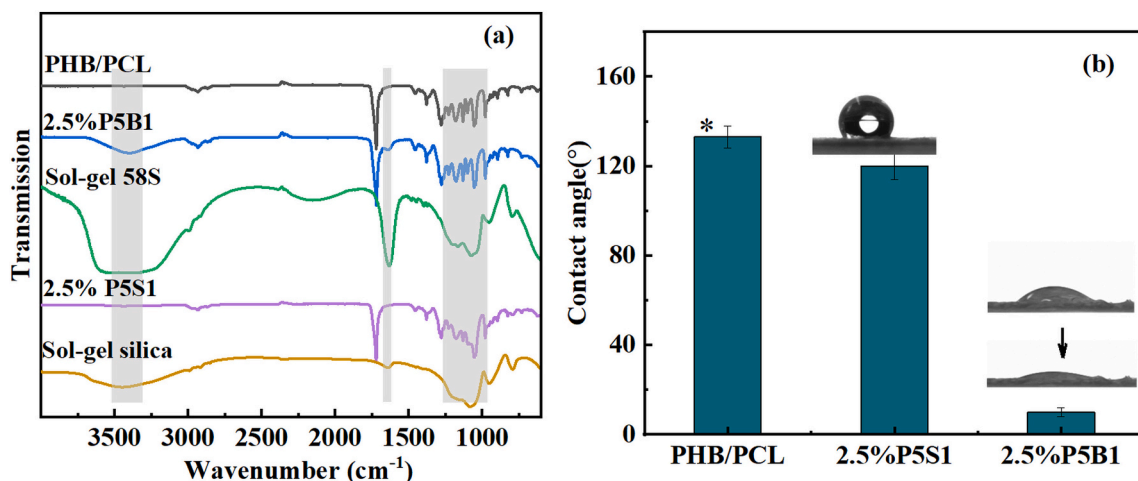 (a)
PHB/PCL
2.5%P5B1
Sol-gel 58S
2.5% P5S1
Sol-gel silica
Transmission
3500 3000 2500 2000 1500 1000
Wavenumber (cm⁻¹)
(b)
160
120
80
40
0
Contact angle(°)
*
PHB/PCL 2.5%P5S1 2.5%P5B1